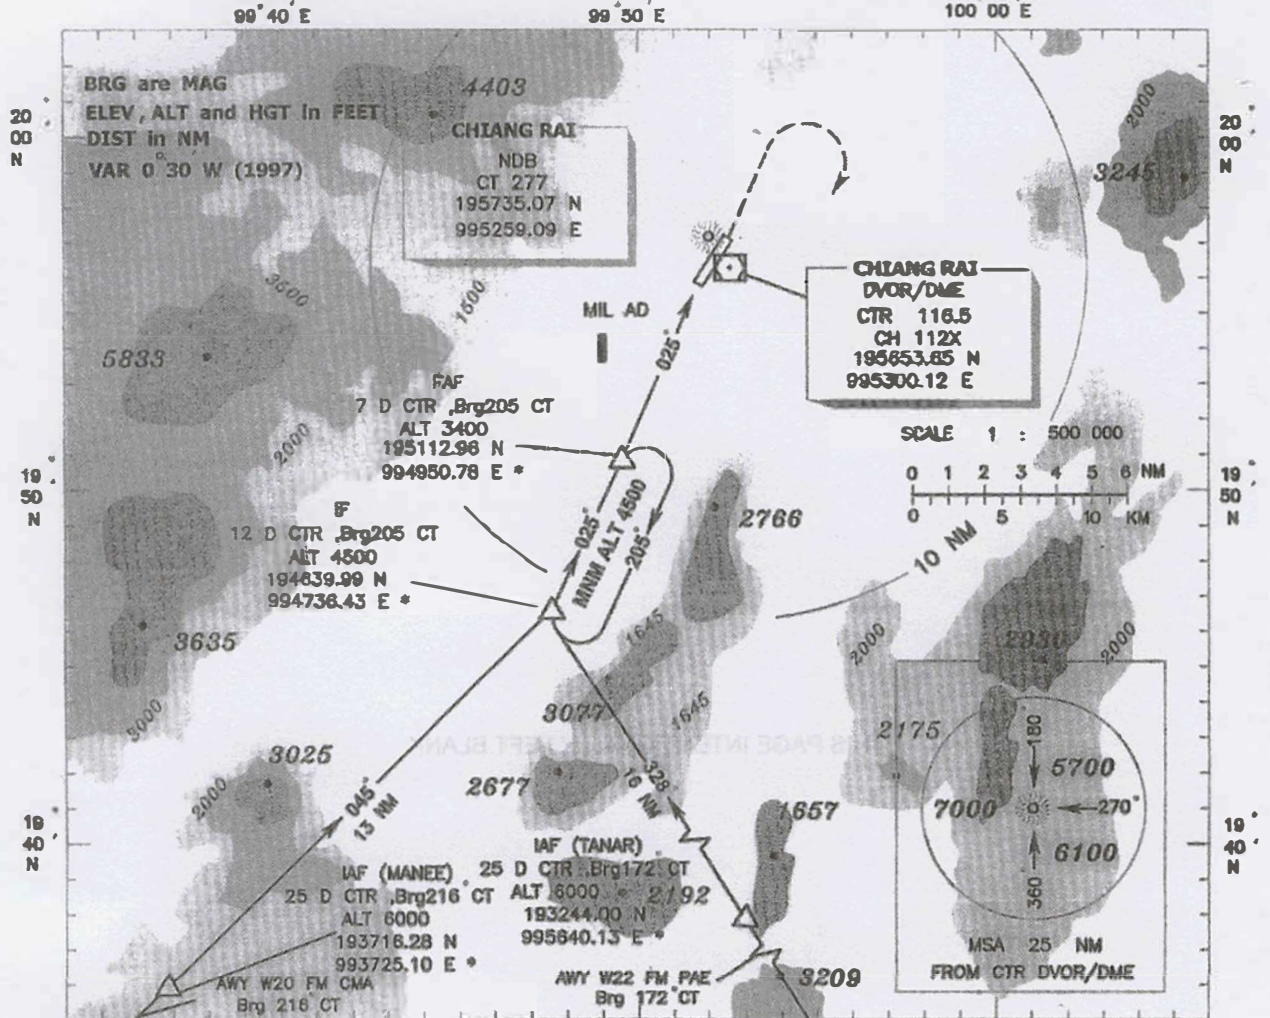 99° 40' E
99° 50' E
100° 00 E
BRG are MAG
ELEV, ALT and HGT in FEET
DIST in NM
VAR 0° 30' W (1997)
20° 00' N
20° 00' N
4403
CHIANG RAI
NDB
CT 277
195735.07 N
995259.09 E
2000
3245
3500
1500
CHIANG RAI
DVOR/DME
CTR 116.5
CH 112X
195653.65 N
995300.12 E
MIL AD
025°
5833
FAF
7 D CTR ,Brg205 CT
ALT 3400
195112.96 N
994950.78 E *
2000
SCALE 1 : 500 000
0 1 2 3 4 5 6 NM
0 5 10 KM
19° 50' N
19° 50' N
IF
12 D CTR ,Brg205 CT
ALT 4500
194639.99 N
994736.43 E *
025°
MNM ALT 4500
205°
2766
10 NM
3635
3000
1645
2000
2930
2000
3077
1645
2175
3025
2000
2677
328°
16 NM
045°
13 NM
1657
180°
5700
7000
270°
6100
360°
MSA 25 NM
FROM CTR DVOR/DME
19° 40' N
19° 40' N
IAF (MANEE)
25 D CTR ,Brg216° CT
ALT 6000
193716.28 N
993725.10 E *
IAF (TANAR)
25 D CTR ,Brg172° CT
ALT 6000
2192
193244.00 N
995640.13 E *
AWY W20 FM CMA
Brg 216° CT
AWY W22 FM PAE
Brg 172° CT
3209